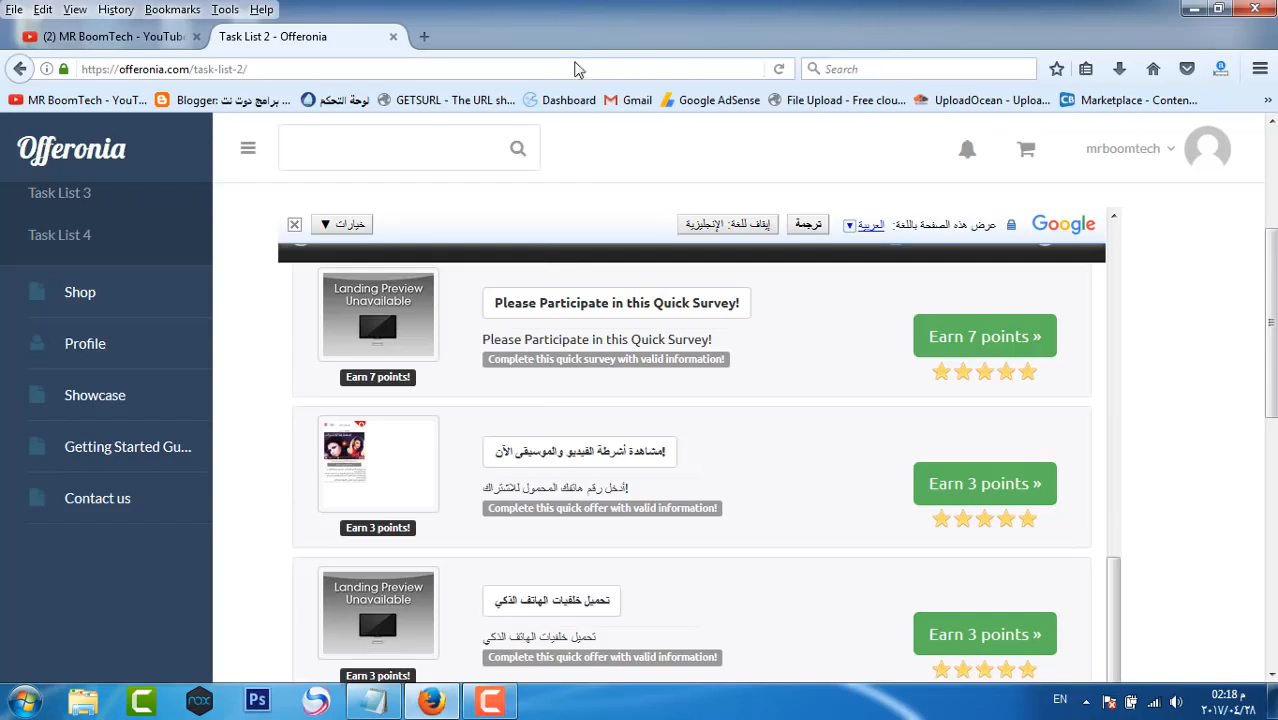 File Edit View History Bookmarks Tools Help
(2) MR BoomTech - YouTube
Task List 2 - Offeronia
https://offeronia.com/task-list-2/
Search
MR BoomTech - YouT...
Blogger: برامج دوت نت ...
لوحة التحكم
GETSURL - The URL sh...
Dashboard
Gmail
Google AdSense
File Upload - Free clou...
UploadOcean - Uploa...
Marketplace - Conten...
Offeronia
mrboomtech
Task List 3
Task List 4
Shop
Profile
Showcase
Getting Started Gu...
Contact us
خيارات ▼
إيقاف للغة: الإنجليزية
ترجمة
عرض هذه الصفحة باللغة: العربية
Google
Landing Preview
Unavailable
Earn 7 points!
Please Participate in this Quick Survey!
Please Participate in this Quick Survey!
Complete this quick survey with valid information!
Earn 7 points »
Earn 3 points!
مشاهدة أشرطة الفيديو والموسيقى الآن!
أدخل رقم هاتفك المحمول للاشتراك!
Complete this quick offer with valid information!
Earn 3 points »
Landing Preview
Unavailable
Earn 3 points!
تحميل خلفيات الهاتف الذكي
تحميل خلفيات الهاتف الذكي
Complete this quick offer with valid information!
Earn 3 points »
nox
Ps
EN
02:18 م
٢٠١٧/٠٤/٢٨